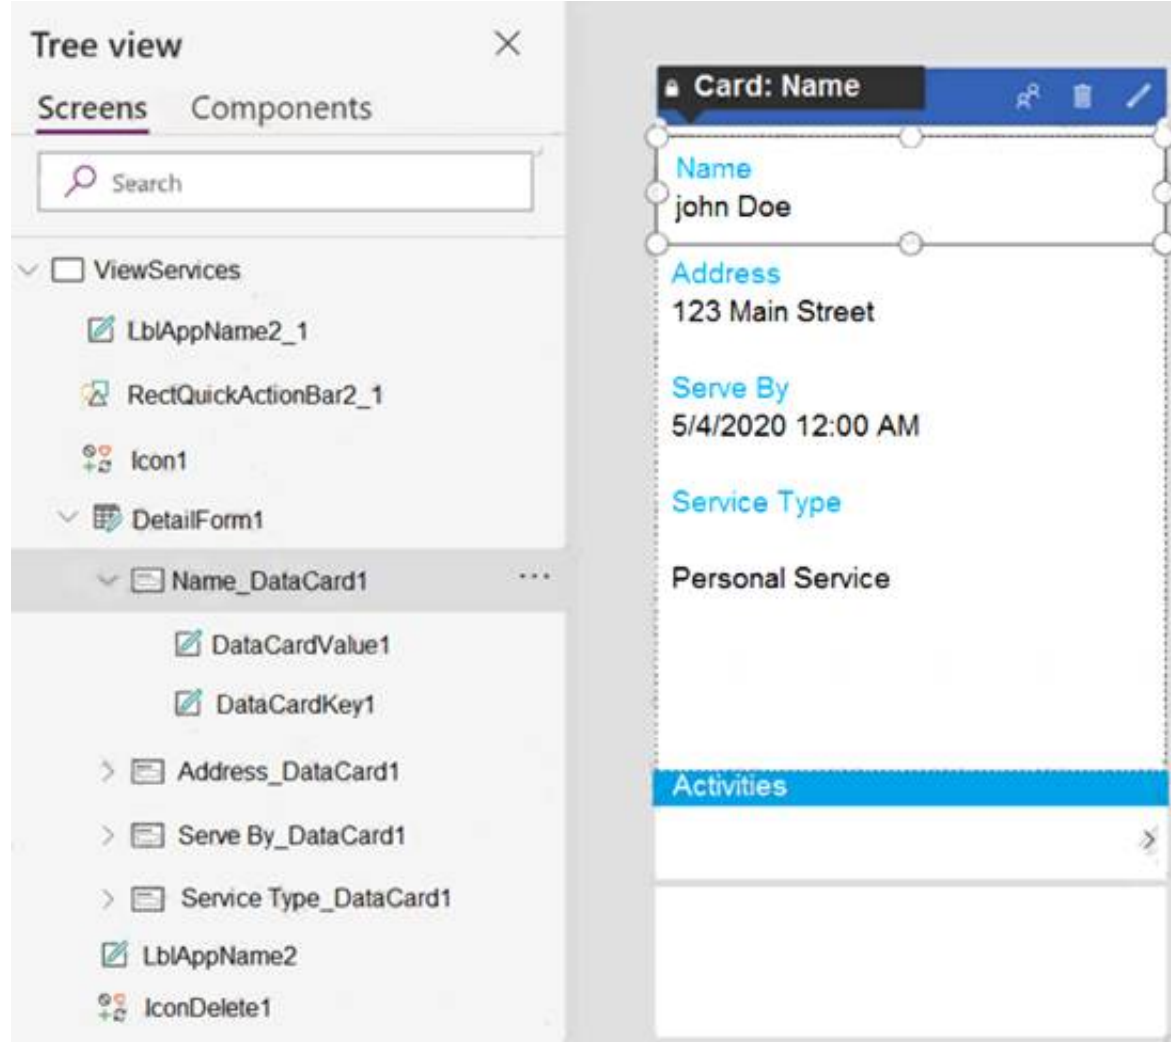 Tree view
Screens Components
Search
ViewServices
LblAppName2_1
RectQuickActionBar2_1
Icon1
DetailForm1
Name_DataCard1
DataCardValue1
DataCardKey1
Address_DataCard1
Serve By_DataCard1
Service Type_DataCard1
LblAppName2
IconDelete1
Card: Name
Name
john Doe
Address
123 Main Street
Serve By
5/4/2020 12:00 AM
Service Type
Personal Service
Activities